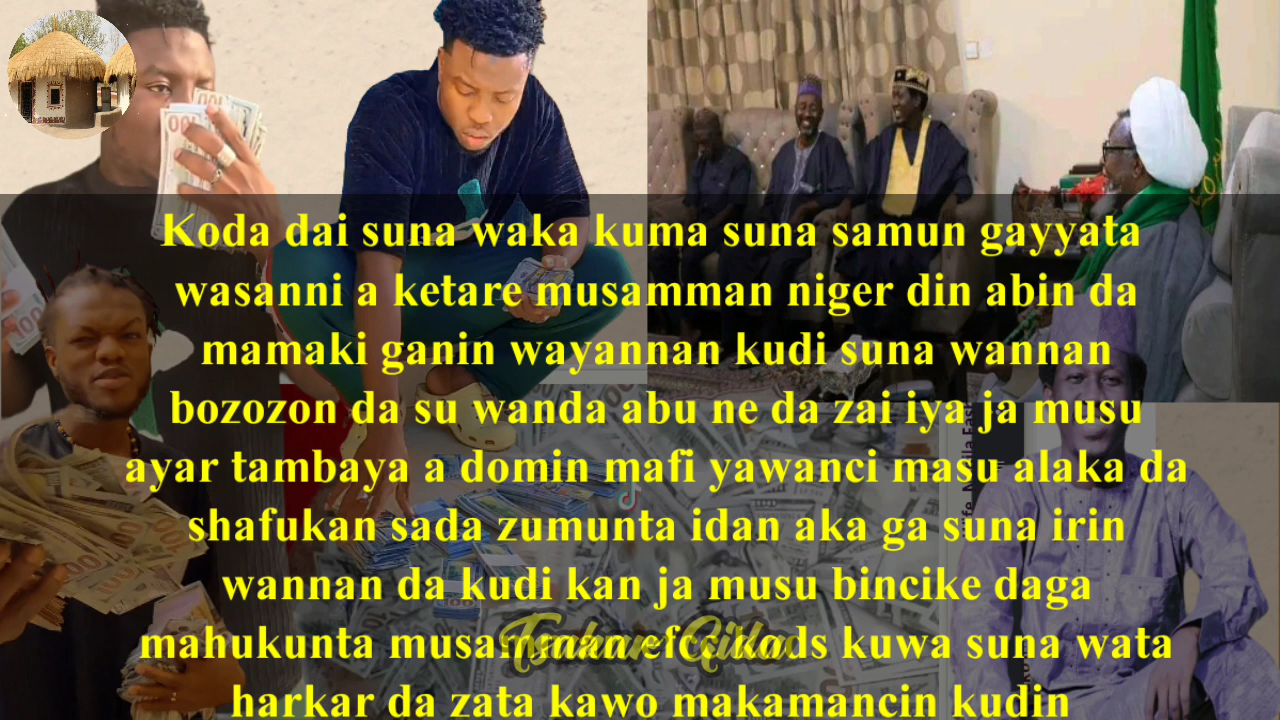 Koda dai suna waka kuma suna samun gayyata
wasanni a ketare musamman niger din abin da
mamaki ganin wayannan kudi suna wannan
bozozon da su wanda abu ne da zai iya ja musu
ayar tambaya a domin mafi yawanci masu alaka da
shafukan sada zumunta idan aka ga suna irin
wannan da kudi kan ja musu bincike daga
mahukunta musamman efcc kods kuwa suna wata
harkar da zata kawo makamancin kudin
Tsakar Gida